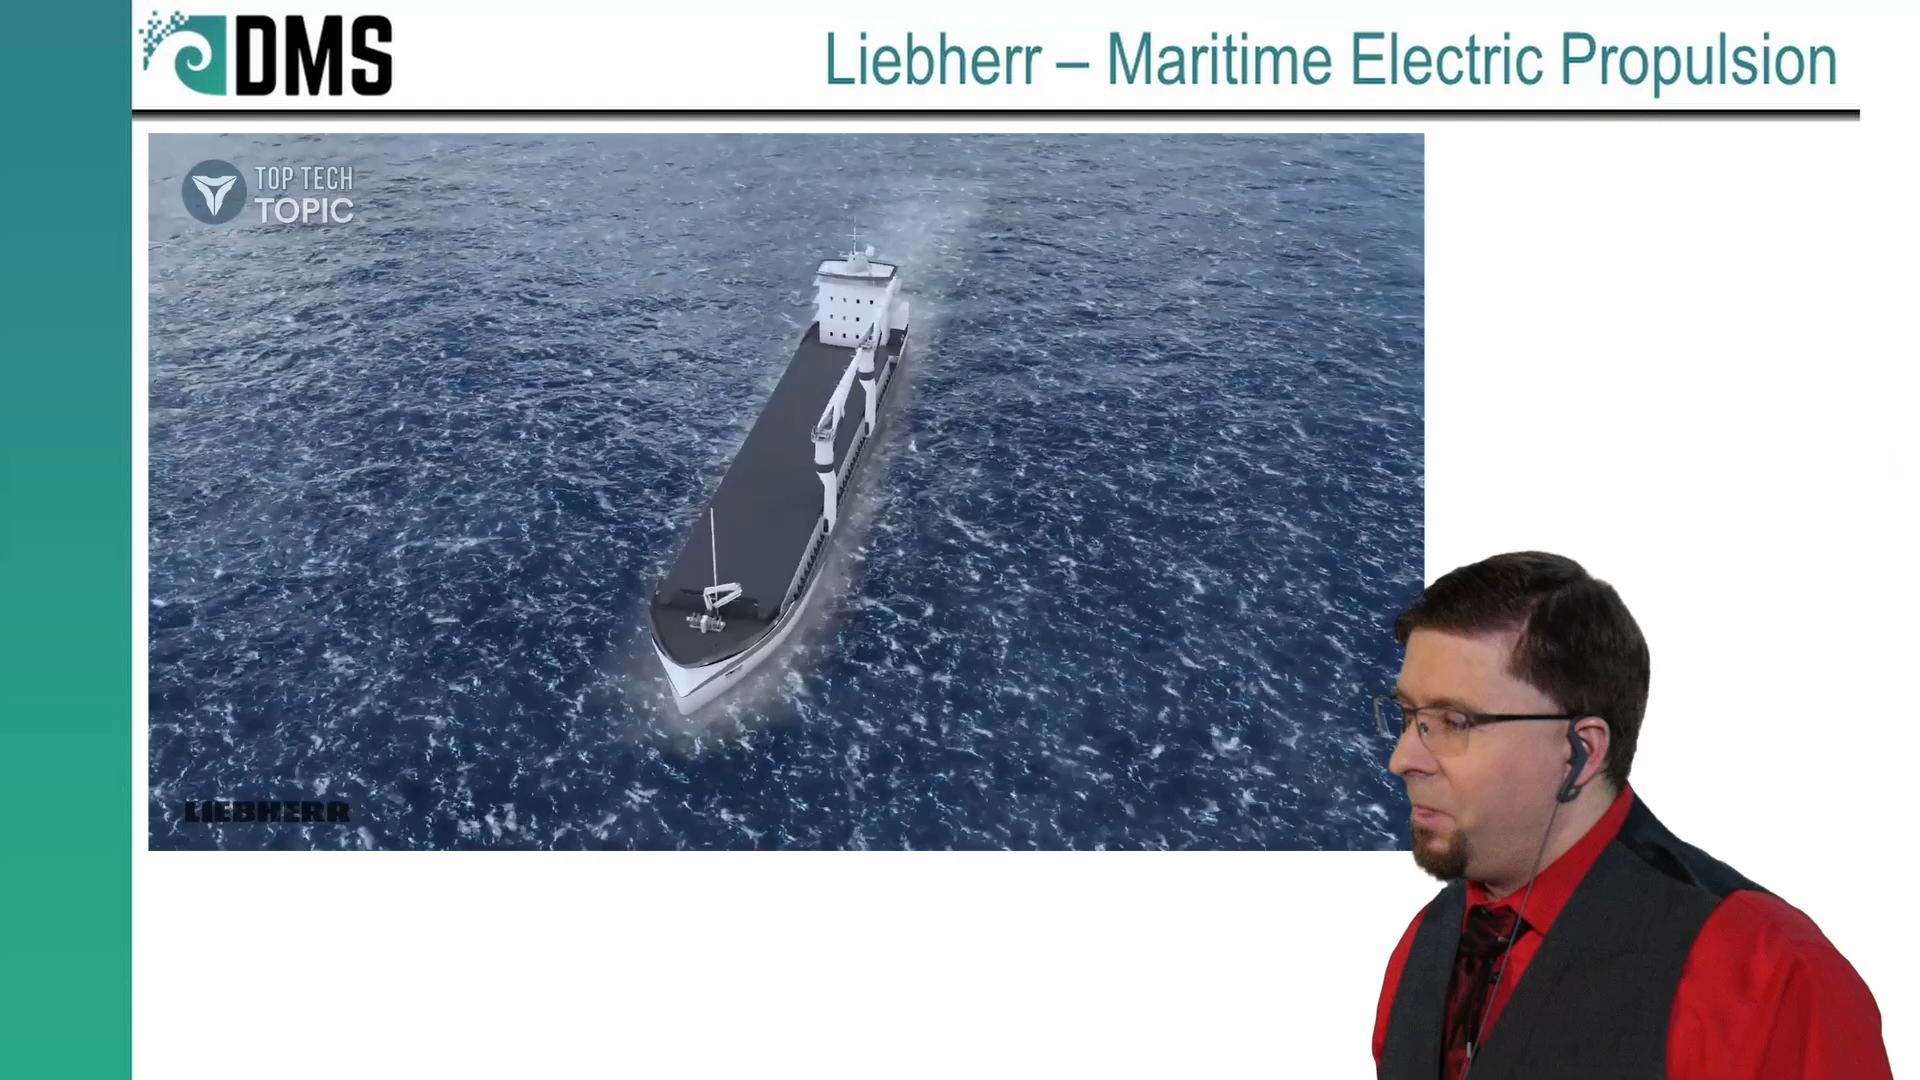 DMS
Liebherr – Maritime Electric Propulsion
TOP TECH
TOPIC
LIEBHERR